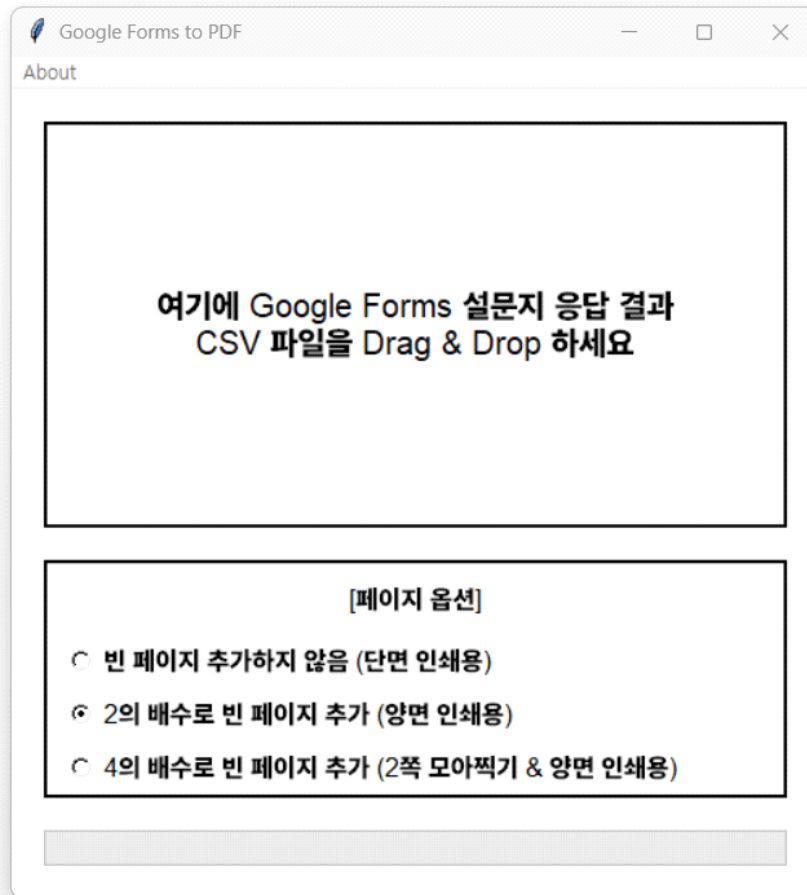 Google Forms to PDF
About
여기에 Google Forms 설문지 응답 결과
CSV 파일을 Drag & Drop 하세요
[페이지 옵션]
빈 페이지 추가하지 않음 (단면 인쇄용)
2의 배수로 빈 페이지 추가 (양면 인쇄용)
4의 배수로 빈 페이지 추가 (2쪽 모아찍기 & 양면 인쇄용)